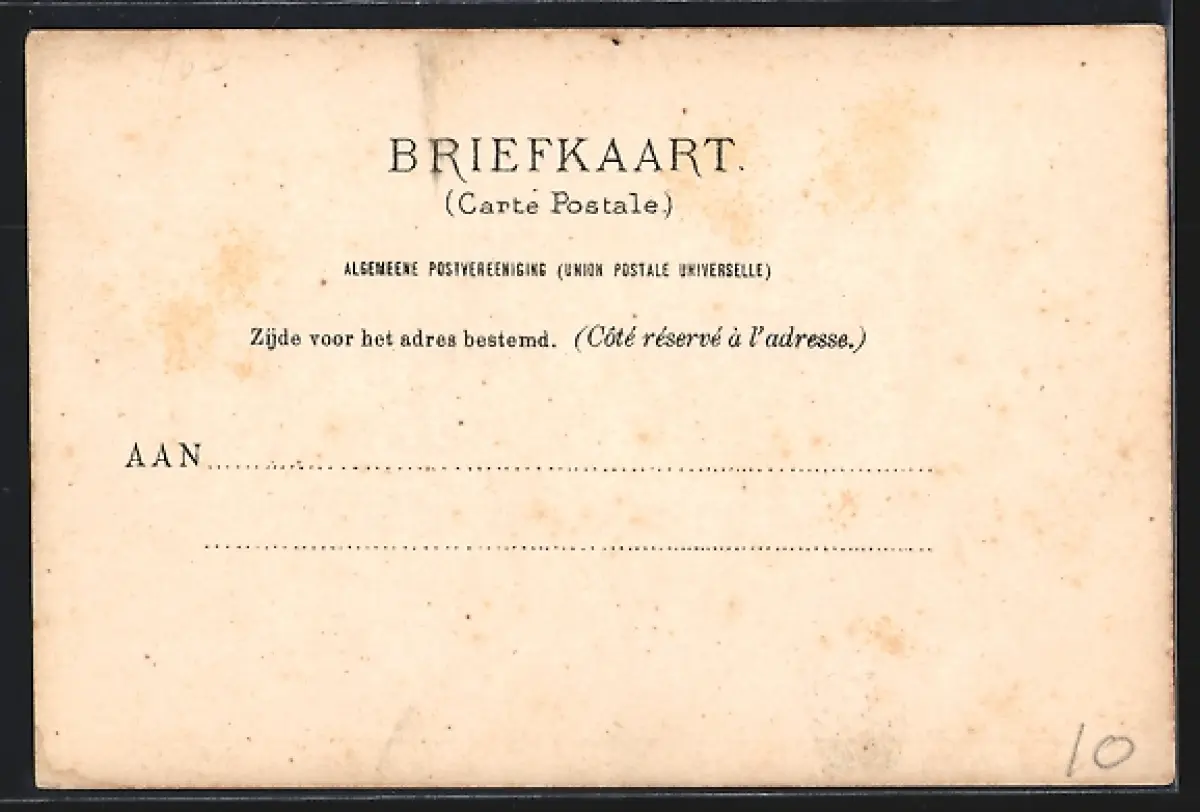 BRIEFKAART.
(Carte Postale.)
ALGEMEENE POSTVEREENIGING (UNION POSTALE UNIVERSELLE)
Zijde voor het adres bestemd. (Côté réservé à l'adresse.)
AAN
10